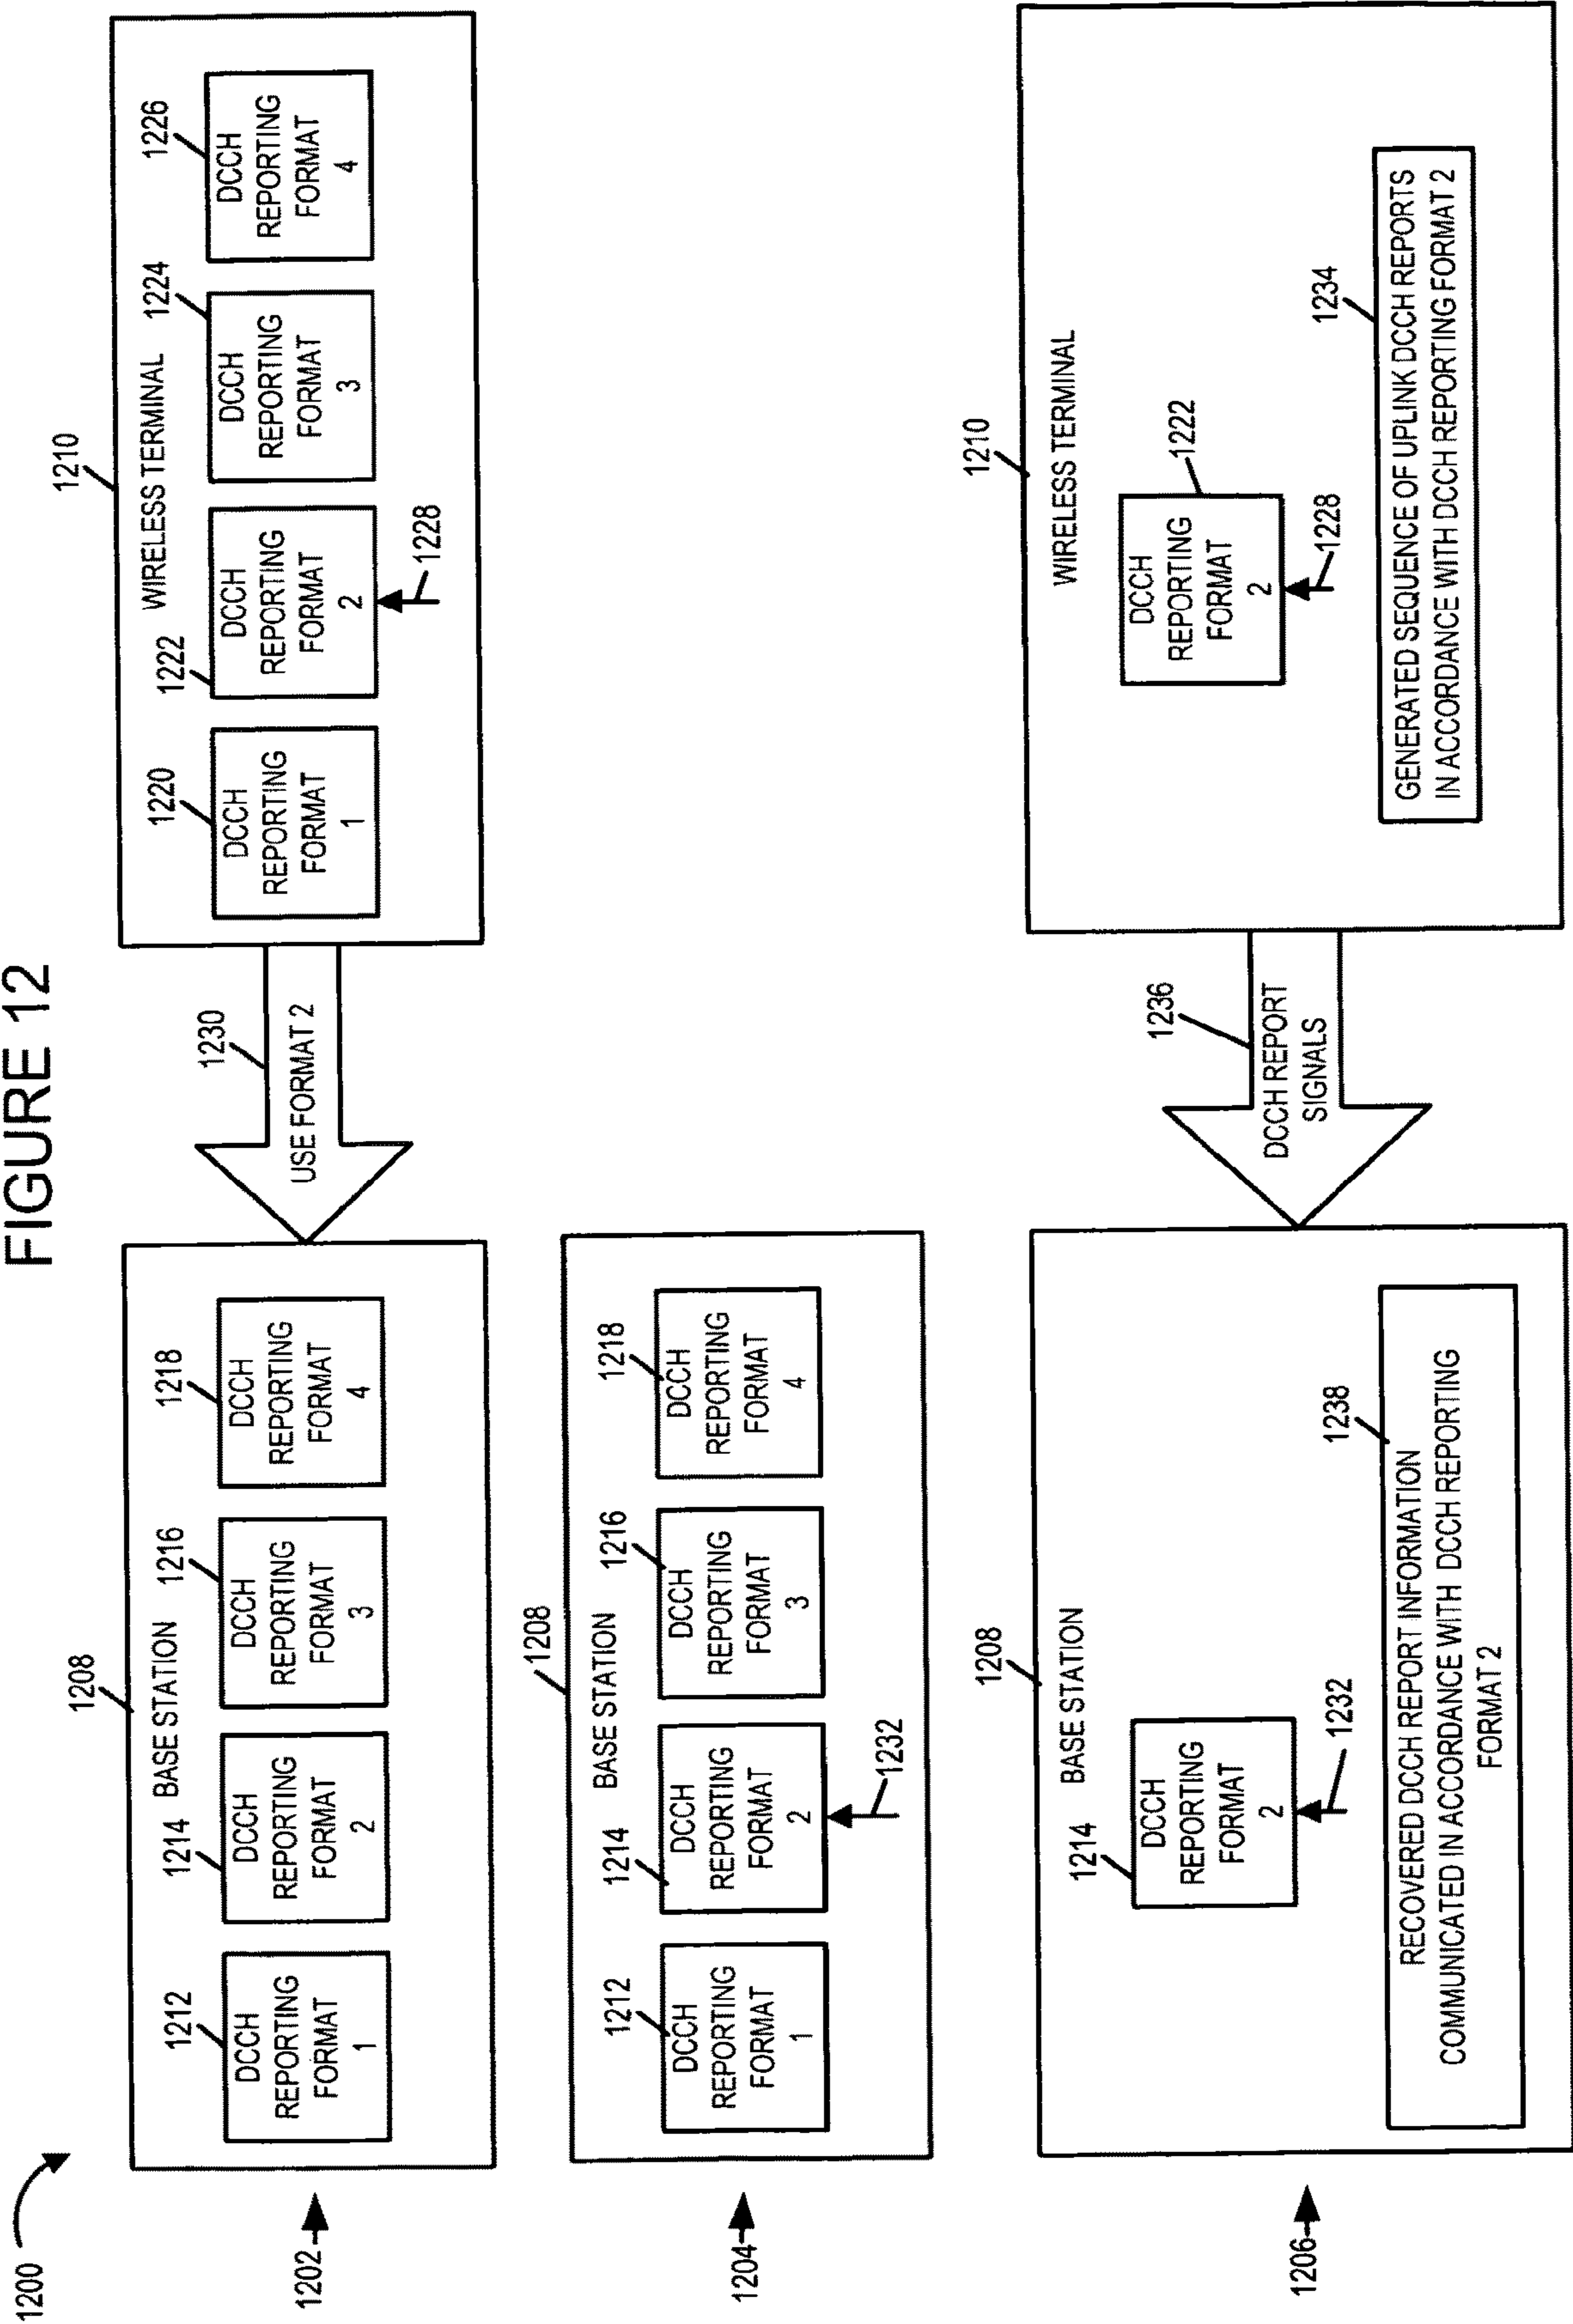 FIGURE 12
1200
1202
1208
BASE STATION
1212
DCCH
REPORTING
FORMAT
1
1214
DCCH
REPORTING
FORMAT
2
1216
DCCH
REPORTING
FORMAT
3
1218
DCCH
REPORTING
FORMAT
4
1230
USE FORMAT 2
1210
WIRELESS TERMINAL
1220
DCCH
REPORTING
FORMAT
1
1222
DCCH
REPORTING
FORMAT
2
1228
1224
DCCH
REPORTING
FORMAT
3
1226
DCCH
REPORTING
FORMAT
4
1204
1208
BASE STATION
1212
DCCH
REPORTING
FORMAT
1
1214
DCCH
REPORTING
FORMAT
2
1232
1216
DCCH
REPORTING
FORMAT
3
1218
DCCH
REPORTING
FORMAT
4
1206
1208
BASE STATION
1214
DCCH
REPORTING
FORMAT
2
1232
1238
RECOVERED DCCH REPORT INFORMATION
COMMUNICATED IN ACCORDANCE WITH DCCH REPORTING
FORMAT 2
1236
DCCH REPORT
SIGNALS
1210
WIRELESS TERMINAL
1222
DCCH
REPORTING
FORMAT
2
1228
1234
GENERATED SEQUENCE OF UPLINK DCCH REPORTS
IN ACCORDANCE WITH DCCH REPORTING FORMAT 2